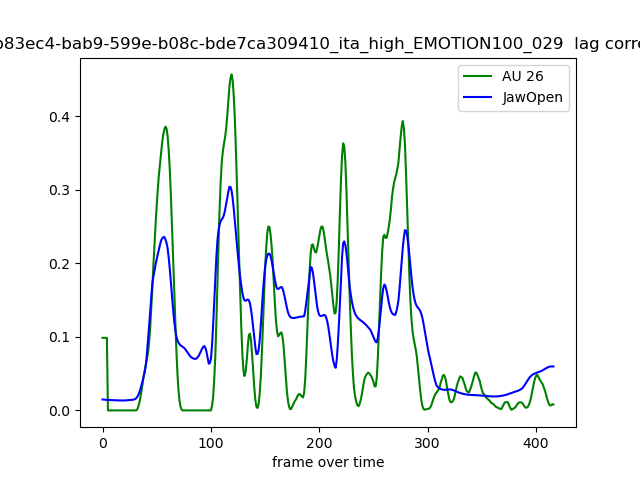 b83ec4-bab9-599e-b08c-bde7ca309410_ita_high_EMOTION100_029 lag corre
AU 26
JawOpen
0.4
0.3
0.2
0.1
0.0
0 100 200 300 400
frame over time